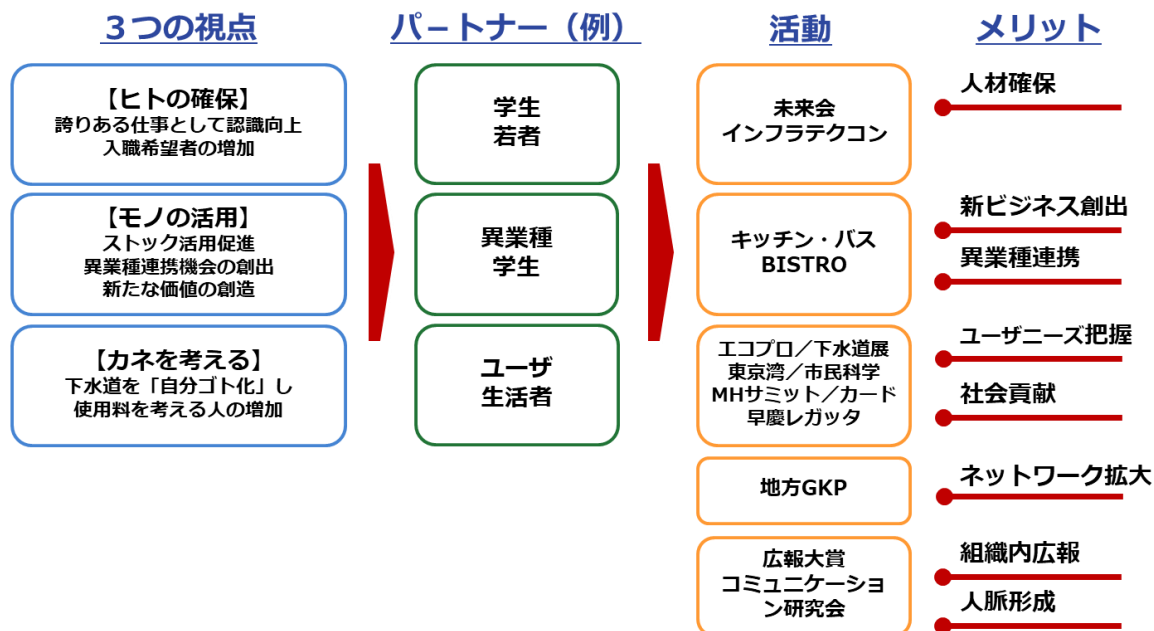 ３つの視点
パートナー（例）
活動
メリット
【ヒトの確保】
誇りある仕事として認識向上
入職希望者の増加
学生
若者
未来会
インフラテクコン
人材確保
【モノの活用】
ストック活用促進
異業種連携機会の創出
新たな価値の創造
異業種
学生
キッチン・バス
BISTRO
新ビジネス創出
異業種連携
【カネを考える】
下水道を「自分ゴト化」し
使用料を考える人の増加
ユーザ
生活者
エコプロ／下水道展
東京湾／市民科学
MHサミット／カード
早慶レガッタ
ユーザニーズ把握
社会貢献
地方GKP
ネットワーク拡大
広報大賞
コミュニケーショ
ン研究会
組織内広報
人脈形成